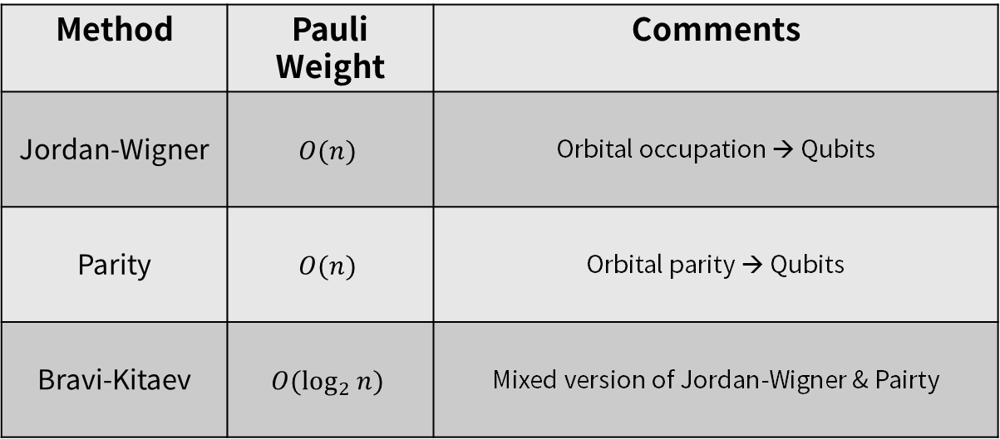 Method
Pauli
Weight
Comments
Jordan-Wigner
O(n)
Orbital occupation → Qubits
Parity
O(n)
Orbital parity → Qubits
Bravi-Kitaev
O(log₂ n)
Mixed version of Jordan-Wigner & Pairty